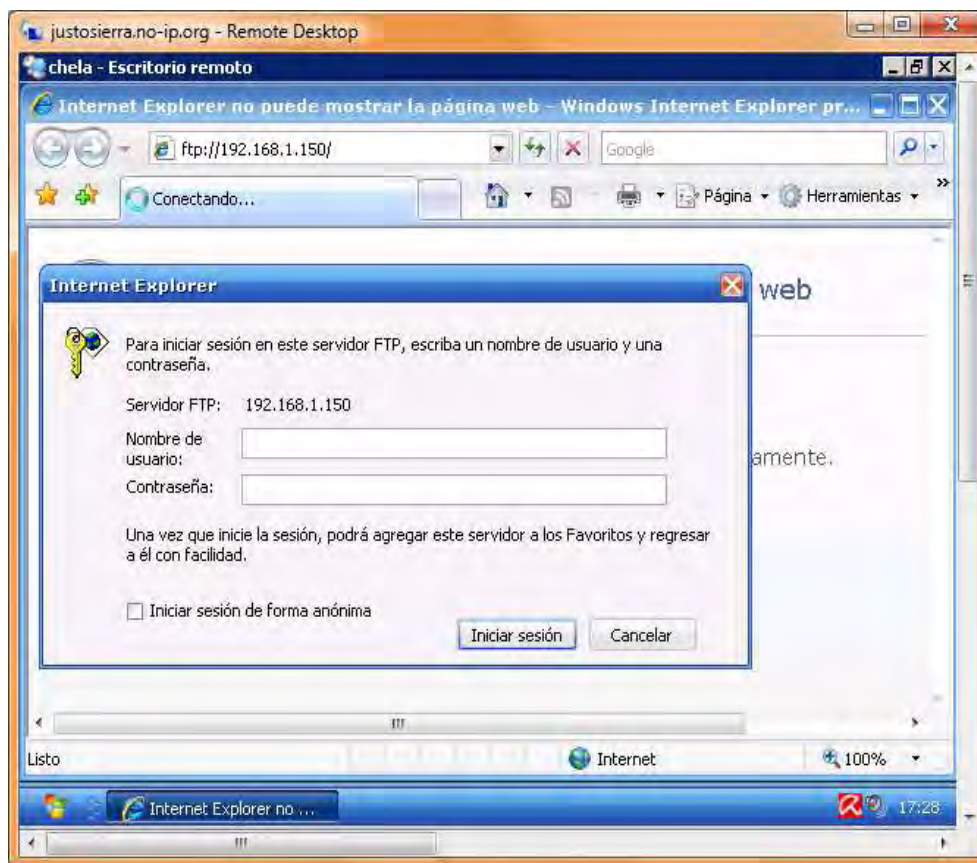 justosierra.no-ip.org - Remote Desktop
chela - Escritorio remoto
Internet Explorer no puede mostrar la página web - Windows Internet Explorer pr...
ftp://192.168.1.150/
Google
Conectando...
Página
Herramientas
web
Internet Explorer
Para iniciar sesión en este servidor FTP, escriba un nombre de usuario y una
contraseña.
Servidor FTP: 192.168.1.150
Nombre de
usuario:
amente.
Contraseña:
Una vez que inicie la sesión, podrá agregar este servidor a los Favoritos y regresar
a él con facilidad.
Iniciar sesión de forma anónima
Iniciar sesión
Cancelar
Listo
Internet
100%
Internet Explorer no ...
17:28